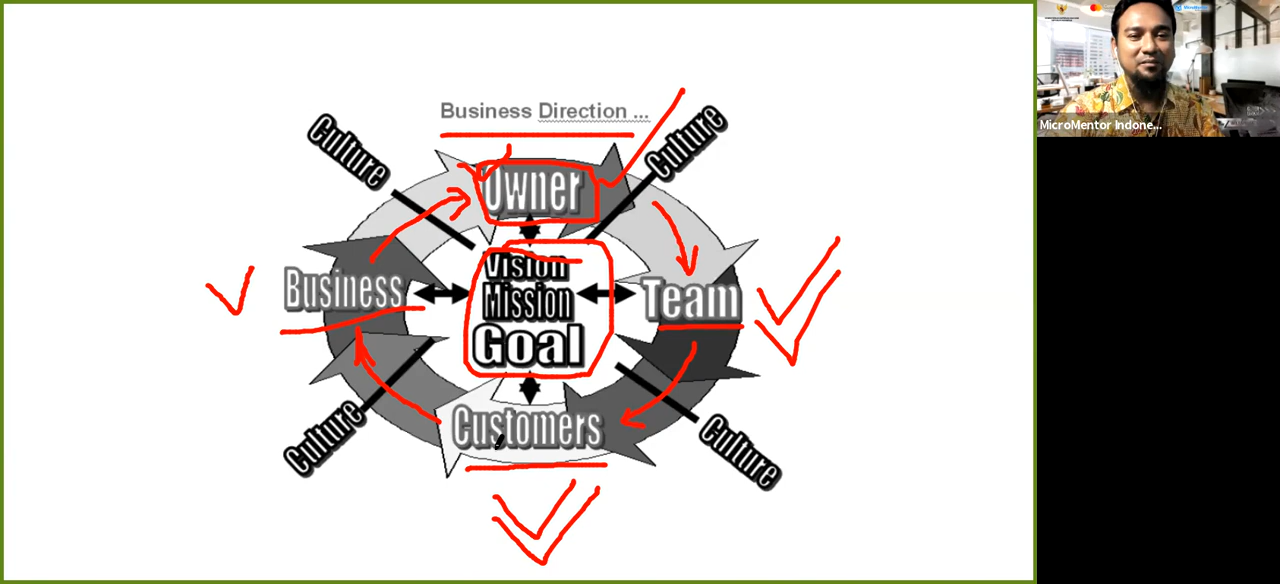 Business Direction ...
Culture
Culture
Owner
Vision
Business
Mission
Team
Goal
Customers
Culture
Culture
MicroMentor Indone...